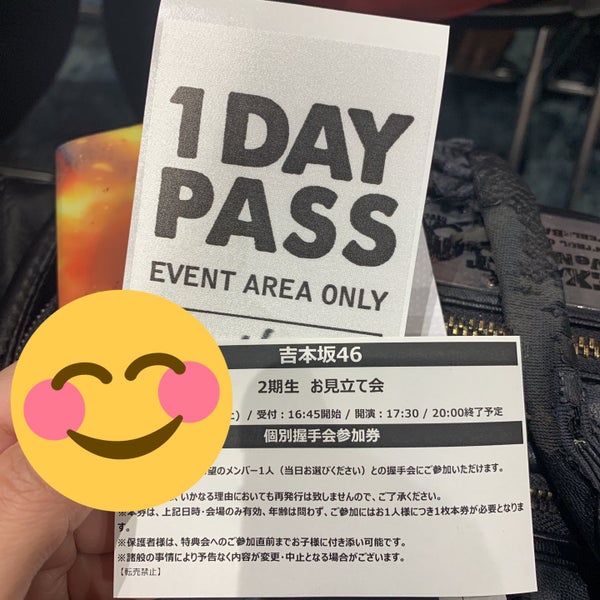 1 DAY
PASS
EVENT AREA ONLY
吉本坂46
2期生 お見立て会
) / 受付：16:45開始 / 開演：17:30 / 20:00終了予定
個別握手会参加券
望のメンバー1人（当日お選びください）との握手会にご参加いただけます。
、いかなる理由においても再発行は致しませんので、ご了承ください。
※本券は、上記日時・会場のみ有効、年齢は問わず、ご参加にはお1人様につき1枚本券が必要となりま
す。
※保護者様は、特典会へのご参加直前までお子様に付き添い可能です。
※諸般の事情により予告なく内容が変更・中止となる場合がございます。
【転売禁止】